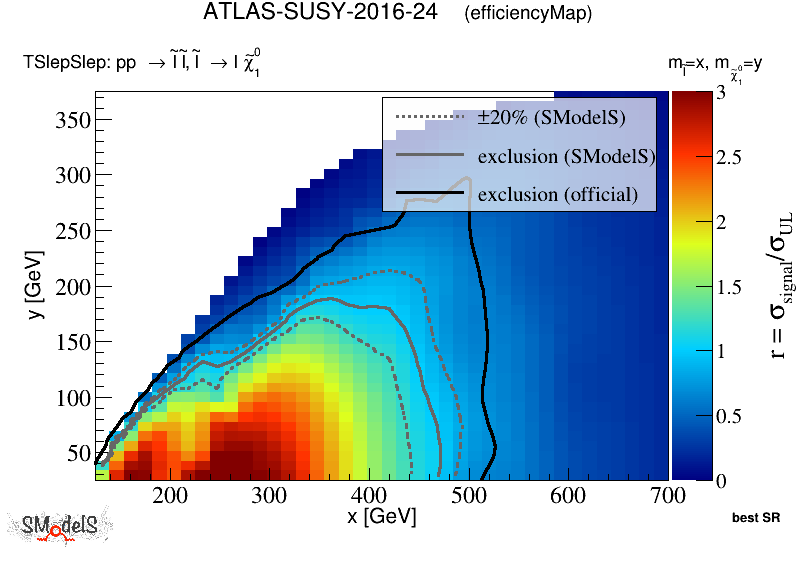 ATLAS-SUSY-2016-24 (efficiencyMap)
TSlepSlep: pp → l̃ l̃, l̃ → l χ̃₁⁰
m_l̃=x, m_χ̃₁⁰=y
±20% (SModelS)
exclusion (SModelS)
exclusion (official)
350
300
250
200
150
100
50
y [GeV]
200 300 400 500 600 700
x [GeV]
3
2.5
2
1.5
1
0.5
0
r = σ_signal/σ_UL
SModelS
best SR